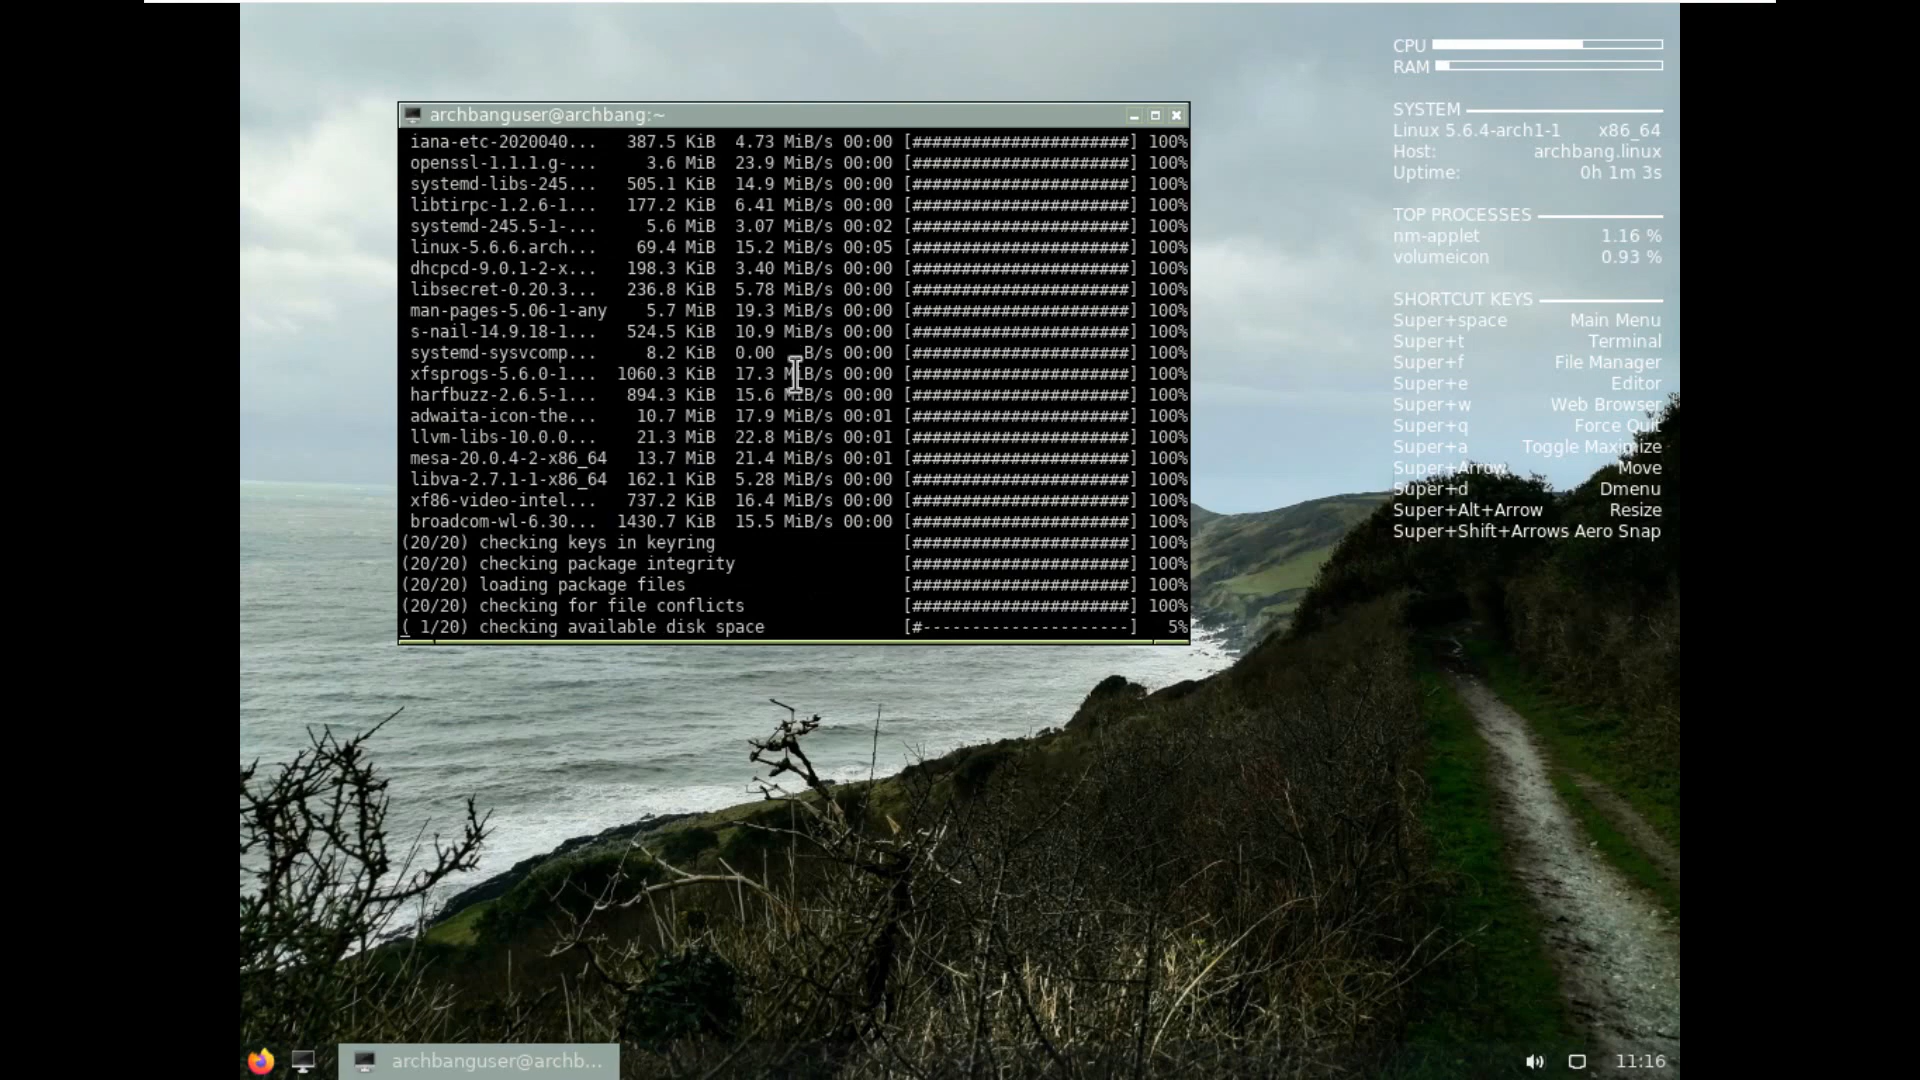 archbanguser@archbang:~
iana-etc-2020040... 387.5 KiB 4.73 MiB/s 00:00 [######################] 100%
openssl-1.1.1.g-... 3.6 MiB 23.9 MiB/s 00:00 [######################] 100%
systemd-libs-245... 505.1 KiB 14.9 MiB/s 00:00 [######################] 100%
libtirpc-1.2.6-1... 177.2 KiB 6.41 MiB/s 00:00 [######################] 100%
systemd-245.5-1-... 5.6 MiB 3.07 MiB/s 00:02 [######################] 100%
linux-5.6.6.arch... 69.4 MiB 15.2 MiB/s 00:05 [######################] 100%
dhcpcd-9.0.1-2-x... 198.3 KiB 3.40 MiB/s 00:00 [######################] 100%
libsecret-0.20.3... 236.8 KiB 5.78 MiB/s 00:00 [######################] 100%
man-pages-5.06-1-any 5.7 MiB 19.3 MiB/s 00:00 [######################] 100%
s-nail-14.9.18-1... 524.5 KiB 10.9 MiB/s 00:00 [######################] 100%
systemd-sysvcomp... 8.2 KiB 0.00 B/s 00:00 [######################] 100%
xfsprogs-5.6.0-1... 1060.3 KiB 17.3 MiB/s 00:00 [######################] 100%
harfbuzz-2.6.5-1... 894.3 KiB 15.6 MiB/s 00:00 [######################] 100%
adwaita-icon-the... 10.7 MiB 17.9 MiB/s 00:01 [######################] 100%
llvm-libs-10.0.0... 21.3 MiB 22.8 MiB/s 00:01 [######################] 100%
mesa-20.0.4-2-x86_64 13.7 MiB 21.4 MiB/s 00:01 [######################] 100%
libva-2.7.1-1-x86_64 162.1 KiB 5.28 MiB/s 00:00 [######################] 100%
xf86-video-intel... 737.2 KiB 16.4 MiB/s 00:00 [######################] 100%
broadcom-wl-6.30... 1430.7 KiB 15.5 MiB/s 00:00 [######################] 100%
(20/20) checking keys in keyring [######################] 100%
(20/20) checking package integrity [######################] 100%
(20/20) loading package files [######################] 100%
(20/20) checking for file conflicts [######################] 100%
( 1/20) checking available disk space [#---------------------] 5%
CPU
RAM
SYSTEM
Linux 5.6.4-arch1-1 x86_64
Host: archbang.linux
Uptime: 0h 1m 3s
TOP PROCESSES
nm-applet 1.16 %
volumeicon 0.93 %
SHORTCUT KEYS
Super+space Main Menu
Super+t Terminal
Super+f File Manager
Super+e Editor
Super+w Web Browser
Super+q Force Quit
Super+a Toggle Maximize
Super+Arrow Move
Super+d Dmenu
Super+Alt+Arrow Resize
Super+Shift+Arrows Aero Snap
archbanguser@archb...
11:16